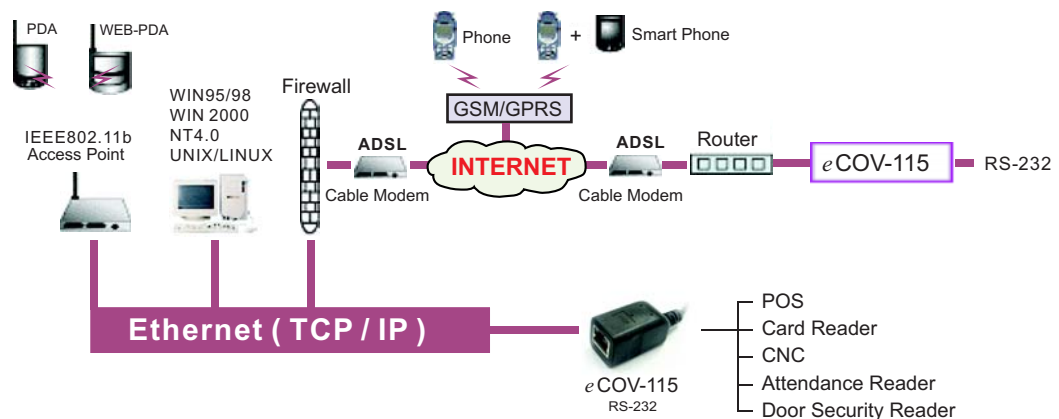 PDA
WEB-PDA
Phone
+
Smart Phone
WIN95/98
WIN 2000
NT4.0
UNIX/LINUX
Firewall
GSM/GPRS
IEEE802.11b
Access Point
ADSL
INTERNET
ADSL
Router
eCOV-115
RS-232
Cable Modem
Cable Modem
Ethernet ( TCP / IP )
eCOV-115
RS-232
POS
Card Reader
CNC
Attendance Reader
Door Security Reader